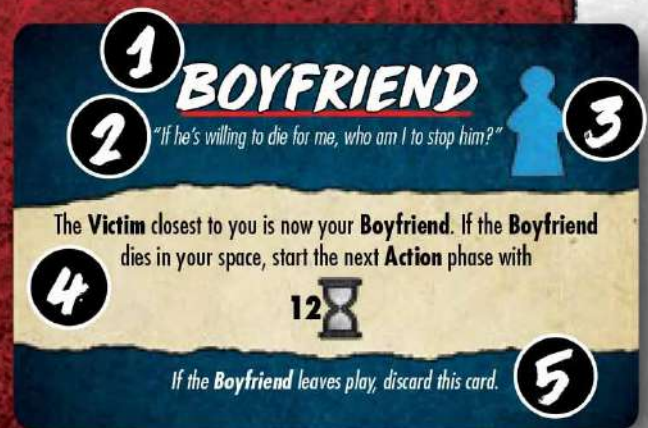 1
BOYFRIEND
2
"If he's willing to die for me, who am I to stop him?"
3
The Victim closest to you is now your Boyfriend. If the Boyfriend
dies in your space, start the next Action phase with
4
12
If the Boyfriend leaves play, discard this card.
5